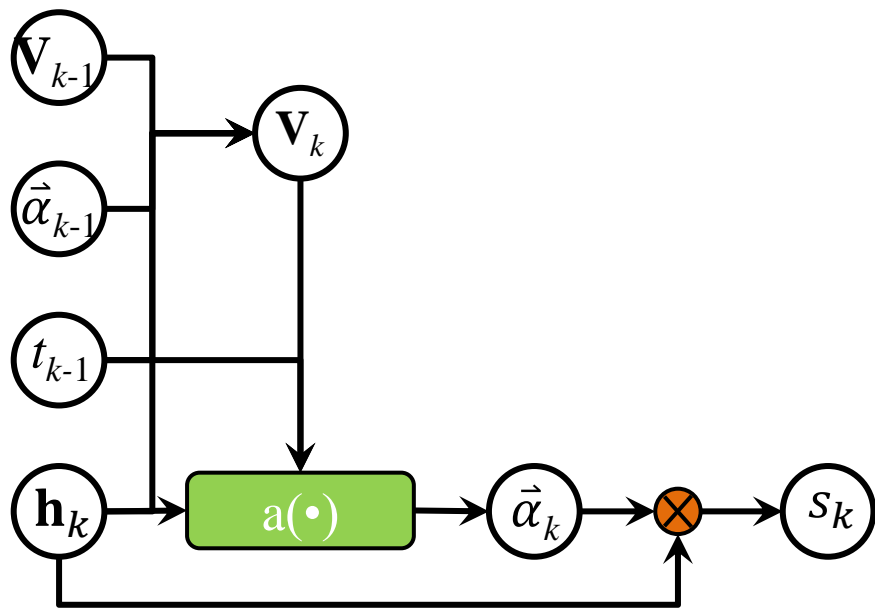 V_{k-1}
V_k
\vec{α}_{k-1}
t_{k-1}
h_k
a(•)
\vec{α}_k
s_k